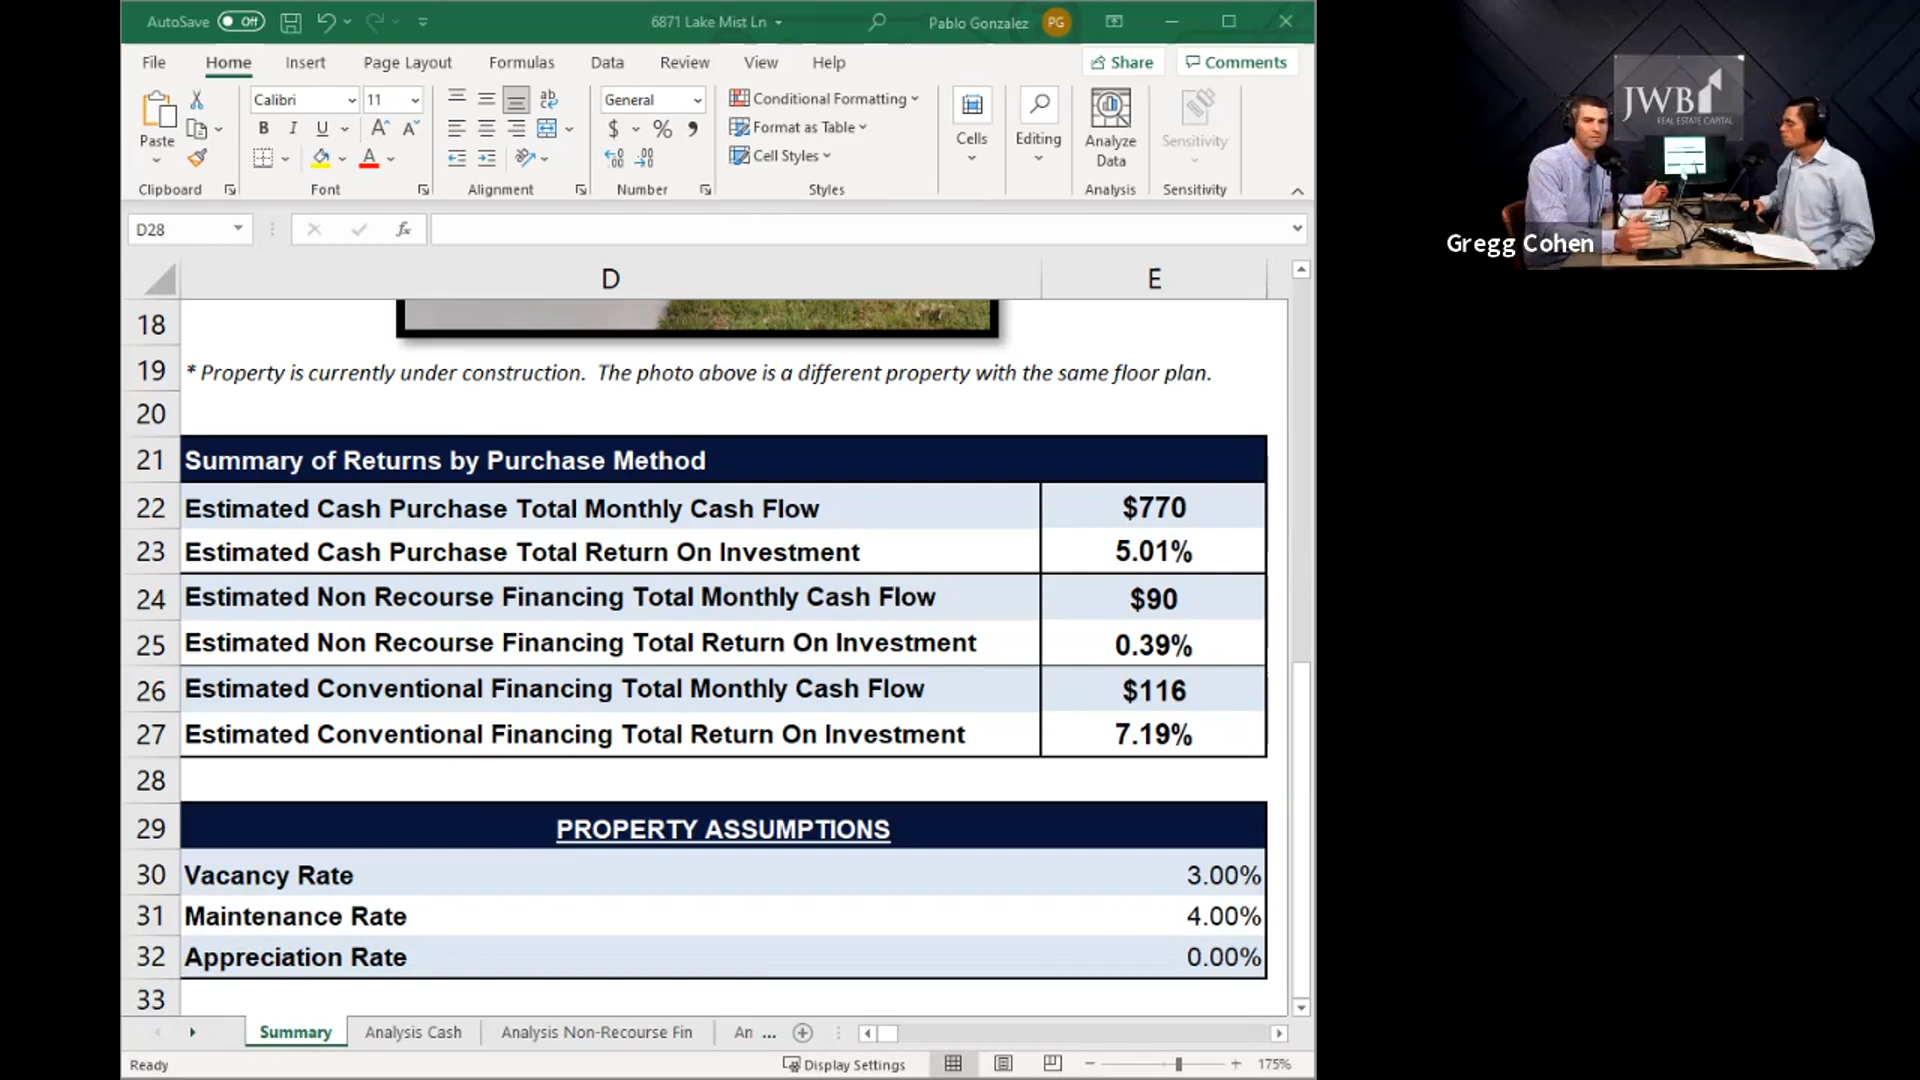 AutoSave Off 6871 Lake Mist Ln Pablo Gonzalez PG
File Home Insert Page Layout Formulas Data Review View Help Share Comments
Paste
Calibri 11
B I U A A
General
$ % 9
Conditional Formatting
Format as Table
Cell Styles
Cells
Editing
Analyze
Data
Sensitivity
Clipboard Font Alignment Number Styles Analysis Sensitivity
D28 fx
D E
18
19 * Property is currently under construction. The photo above is a different property with the same floor plan.
20
21 Summary of Returns by Purchase Method
22 Estimated Cash Purchase Total Monthly Cash Flow $770
23 Estimated Cash Purchase Total Return On Investment 5.01%
24 Estimated Non Recourse Financing Total Monthly Cash Flow $90
25 Estimated Non Recourse Financing Total Return On Investment 0.39%
26 Estimated Conventional Financing Total Monthly Cash Flow $116
27 Estimated Conventional Financing Total Return On Investment 7.19%
28
29 PROPERTY ASSUMPTIONS
30 Vacancy Rate 3.00%
31 Maintenance Rate 4.00%
32 Appreciation Rate 0.00%
33
Summary Analysis Cash Analysis Non-Recourse Fin An ...
Ready Display Settings 175%
JWB
REAL ESTATE CAPITAL
Gregg Cohen